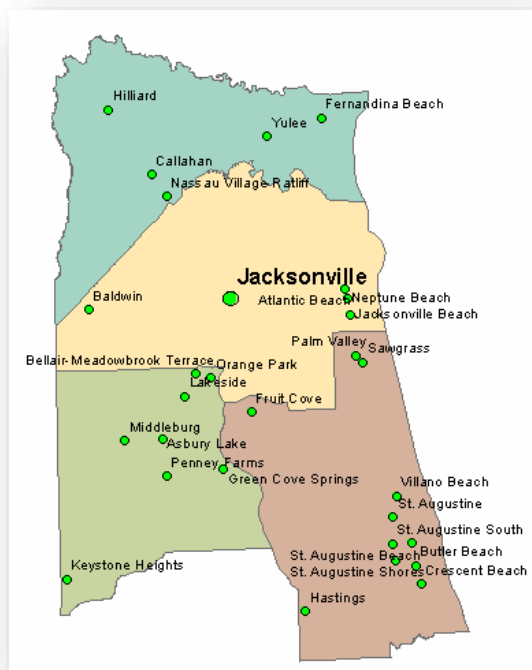 Hilliard
Fernandina Beach
Yulee
Callahan
Nassau Village-Ratliff
Jacksonville
Baldwin
Atlantic Beach
Neptune Beach
Jacksonville Beach
Palm Valley
Sawgrass
Bellair-Meadowbrook Terrace
Orange Park
Lakeside
Fruit Cove
Middleburg
Asbury Lake
Penney Farms
Green Cove Springs
Villano Beach
St. Augustine
St. Augustine South
St. Augustine Beach
Butler Beach
St. Augustine Shores
Crescent Beach
Keystone Heights
Hastings